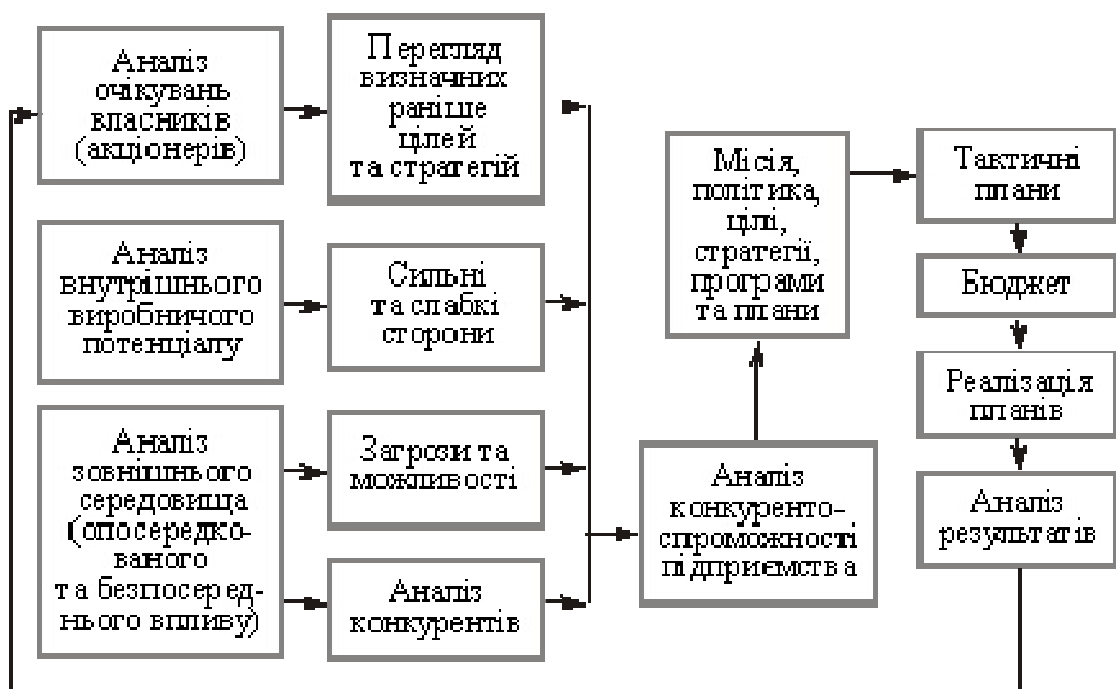 Аналіз
очікувань
власників
(акціонерів)
Перегляд
визначних
раніше
цілей
та стратегій
Аналіз
внутрішнього
виробничого
потенціалу
Сильні
та слабкі
сторони
Аналіз
зовнішнього
середовища
(опосередко-
ваного
та безпосеред-
нього впливу)
Загрози та
можливості
Аналіз
конкурентів
Аналіз
конкуренто-
спроможності
підприємства
Місія,
політика,
цілі,
стратегії,
програми
та плани
Тактичні
плани
Бюджет
Реалізація
планів
Аналіз
результатів